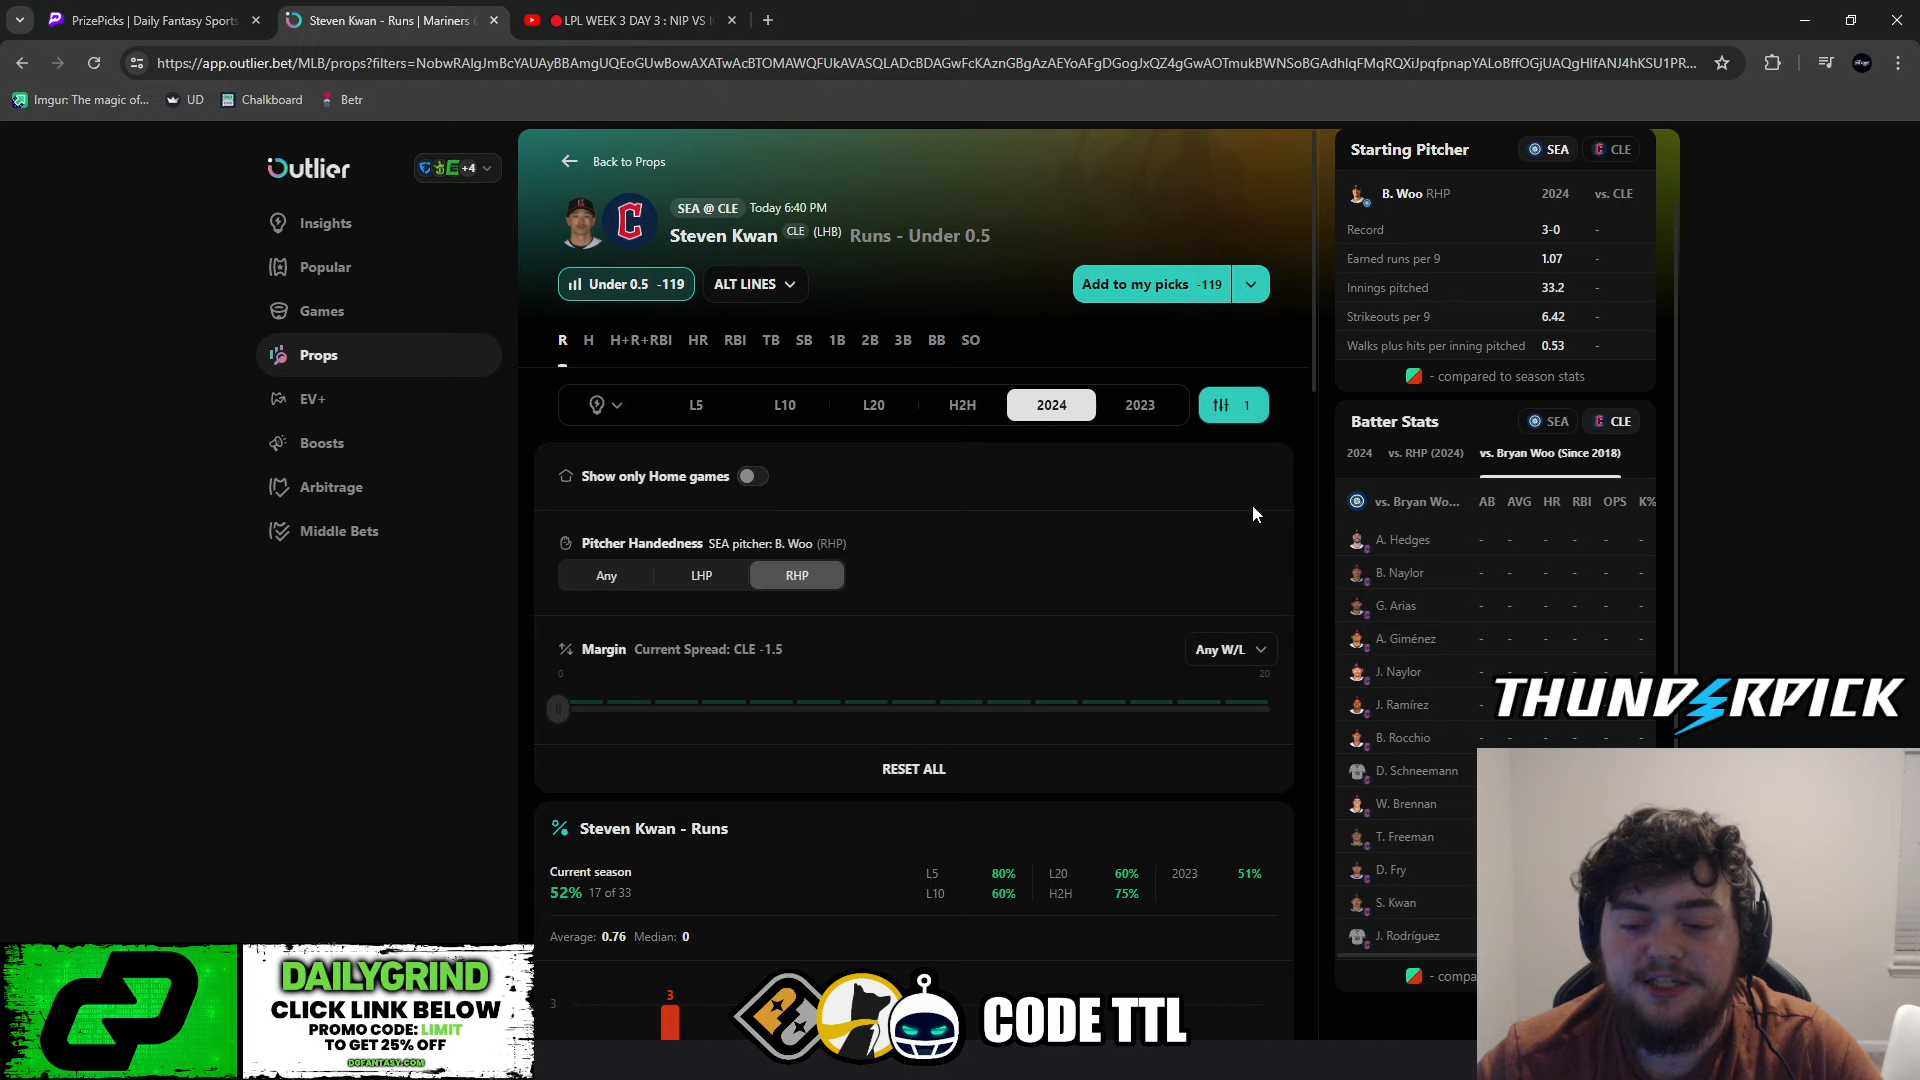 PrizePicks | Daily Fantasy Sports
Steven Kwan - Runs | Mariners
LPL WEEK 3 DAY 3 : NIP VS
Imgur: The magic of...
UD
Chalkboard
Betr
Outlier
+4
Insights
Popular
Games
Props
EV+
Boosts
Arbitrage
Middle Bets
Back to Props
SEA @ CLE Today 6:40 PM
Steven Kwan CLE (LHB) Runs - Under 0.5
Under 0.5 -119
ALT LINES
Add to my picks -119
R H H+R+RBI HR RBI TB SB 1B 2B 3B BB SO
L5 L10 L20 H2H 2024 2023 1
Show only Home games
Pitcher Handedness SEA pitcher: B. Woo (RHP)
Any LHP RHP
Margin Current Spread: CLE -1.5
Any W/L
0 20
RESET ALL
Steven Kwan - Runs
Current season
52% 17 of 33
L5 80% L20 60% 2023 51%
L10 60% H2H 75%
Average: 0.76 Median: 0
3
3
Starting Pitcher SEA CLE
B. Woo RHP 2024 vs. CLE
Record 3-0 -
Earned runs per 9 1.07 -
Innings pitched 33.2 -
Strikeouts per 9 6.42 -
Walks plus hits per inning pitched 0.53 -
- compared to season stats
Batter Stats SEA CLE
2024 vs. RHP (2024) vs. Bryan Woo (Since 2018)
vs. Bryan Wo... AB AVG HR RBI OPS K%
A. Hedges - - - - - -
B. Naylor - - - - - -
G. Arias - - - - - -
A. Giménez - - - - - -
J. Naylor - - - - - -
J. Ramírez
B. Rocchio - - - - - -
D. Schneemann
W. Brennan
T. Freeman
D. Fry
S. Kwan
J. Rodríguez
- compa
THUNDERPICK
DAILYGRIND
CLICK LINK BELOW
PROMO CODE: LIMIT
TO GET 25% OFF
DGFANTASY.COM
CODE TTL